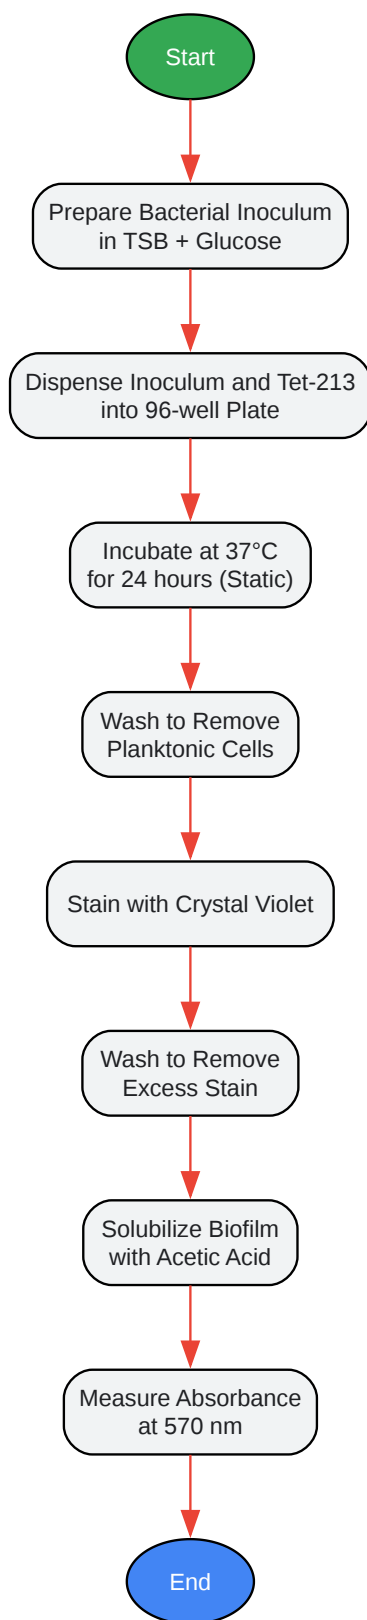 Start
Prepare Bacterial Inoculum
in TSB + Glucose
Dispense Inoculum and Tet-213
into 96-well Plate
Incubate at 37°C
for 24 hours (Static)
Wash to Remove
Planktonic Cells
Stain with Crystal Violet
Wash to Remove
Excess Stain
Solubilize Biofilm
with Acetic Acid
Measure Absorbance
at 570 nm
End